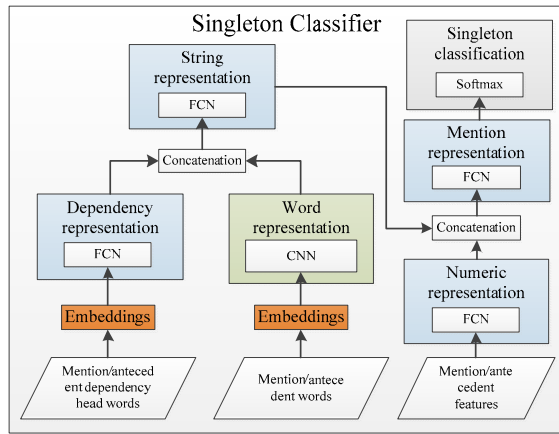 Singleton Classifier
String
representation
FCN
Concatenation
Dependency
representation
FCN
Embeddings
Mention/anteced
ent dependency
head words
Word
representation
CNN
Embeddings
Mention/antece
dent words
Singleton
classification
Softmax
Mention
representation
FCN
Concatenation
Numeric
representation
FCN
Mention/ante
cedent
features